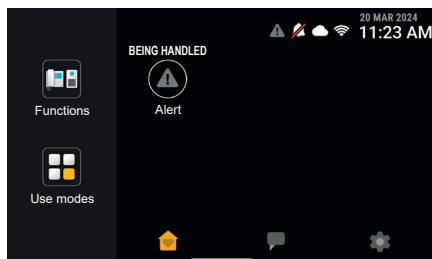 20 MAR 2024
11:23 AM
BEING HANDLED
Functions
Alert
Use modes